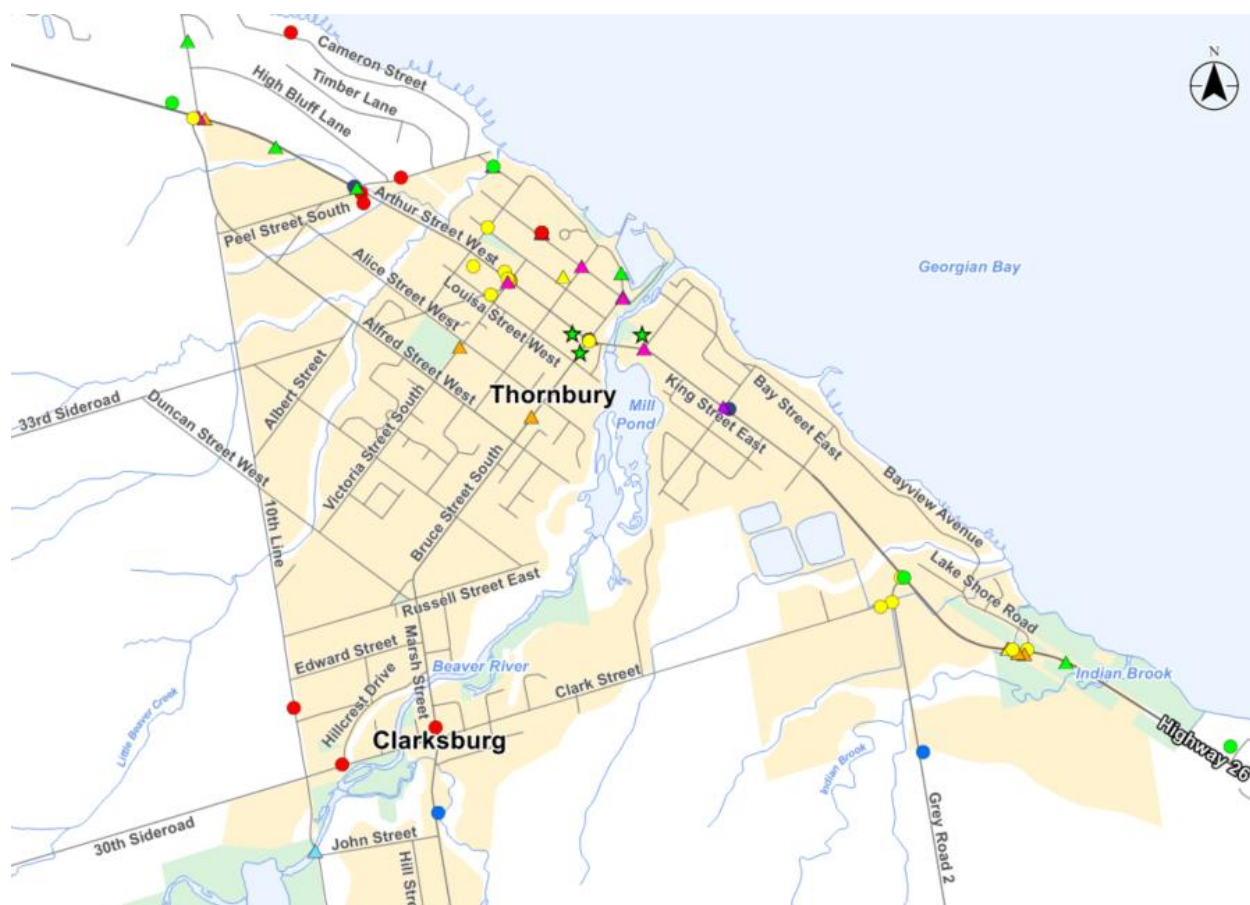 N
Cameron Street
Timber Lane
High Bluff Lane
Arthur Street West
Peel Street South
Georgian Bay
Alice Street West
Louisa Street West
Alfred Street West
Thornbury
Mill
Pond
King Street East
Bay Street East
Albert Street
33rd Sideroad
Duncan Street West
Victoria Street South
Bruce Street South
Bayview Avenue
10th Line
Lake Shore Road
Russell Street East
Edward Street
Marsh Street
Beaver River
Hillcrest Drive
Clark Street
Indian Brook
Little Beaver Creek
Clarksburg
Highway 26
Indian Brook
30th Sideroad
John Street
Hill Stre
Grey Road 2